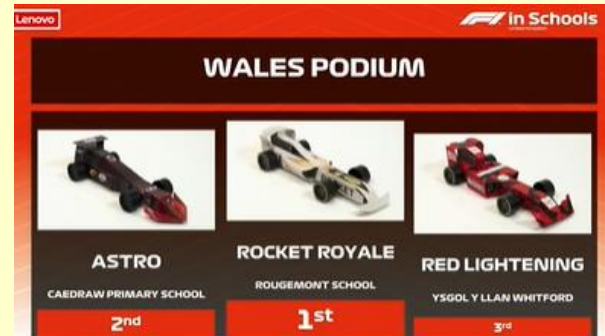 Lenovo
F1 in Schools
WALES PODIUM
ASTRO
CAEDRAW PRIMARY SCHOOL
2nd
ROCKET ROYALE
ROUGEMONT SCHOOL
1st
RED LIGHTENING
YSGOL Y LLAN WHITFORD
3rd